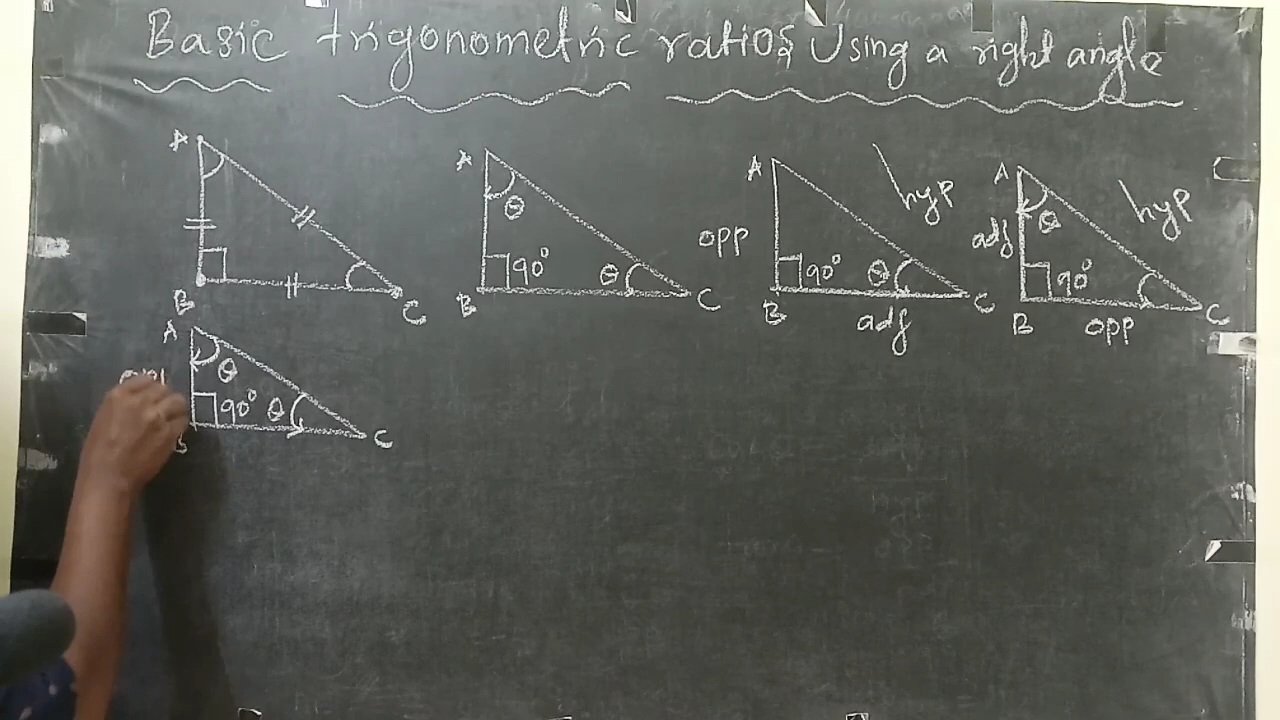 Basic trigonometric ratios Using a right angle
A
B
C
A
θ
90°
θ
B
C
A
opp
hyp
90°
θ
B
adj
C
A
adj
θ
hyp
90°
B
opp
C
A
θ
90°
θ
C